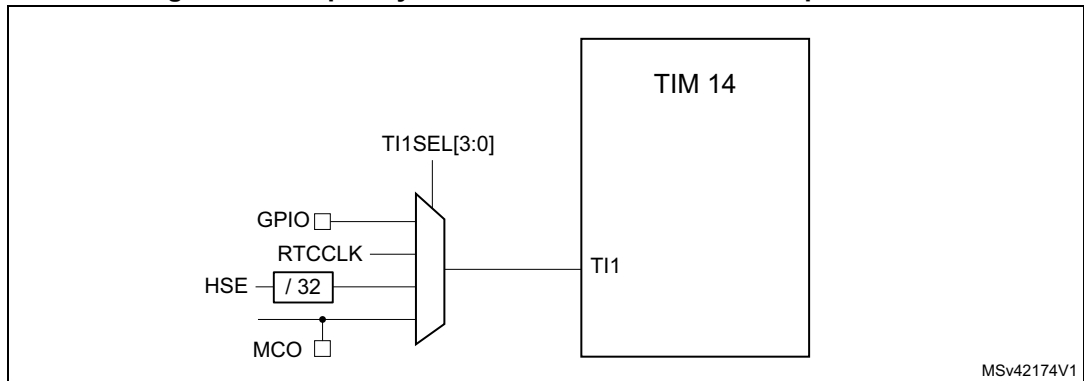 TIM 14
TI1SEL[3:0]
GPIO
RTCCLK
HSE
/ 32
TI1
MCO
MSv42174V1